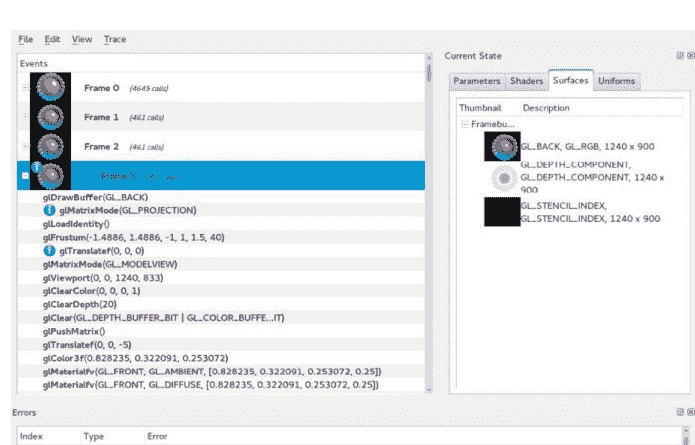 File Edit View Trace
Events
Frame 0 (4645 calls)
Frame 1 (461 calls)
Frame 2 (461 calls)
glDrawBuffer(GL_BACK)
glMatrixMode(GL_PROJECTION)
glLoadIdentity()
glFrustum(-1.4886, 1.4886, -1, 1, 1.5, 40)
glTranslatef(0, 0, 0)
glMatrixMode(GL_MODELVIEW)
glViewport(0, 0, 1240, 833)
glClearColor(0, 0, 0, 1)
glClearDepth(20)
glClear(GL_DEPTH_BUFFER_BIT | GL_COLOR_BUFFE...IT)
glPushMatrix()
glTranslatef(0, 0, -5)
glColor3f(0.828235, 0.322091, 0.253072)
glMaterialfv(GL_FRONT, GL_AMBIENT, [0.828235, 0.322091, 0.253072, 0.25])
glMaterialfv(GL_FRONT, GL_DIFFUSE, [0.828235, 0.322091, 0.253072, 0.25])
Current State
Parameters Shaders Surfaces Uniforms
Thumbnail Description
Framebu...
GL_BACK, GL_RGB, 1240 x 900
GL_DEPTH_COMPONENT,
GL_DEPTH_COMPONENT, 1240 x
900
GL_STENCIL_INDEX,
GL_STENCIL_INDEX, 1240 x 900
Errors
Index Type Error